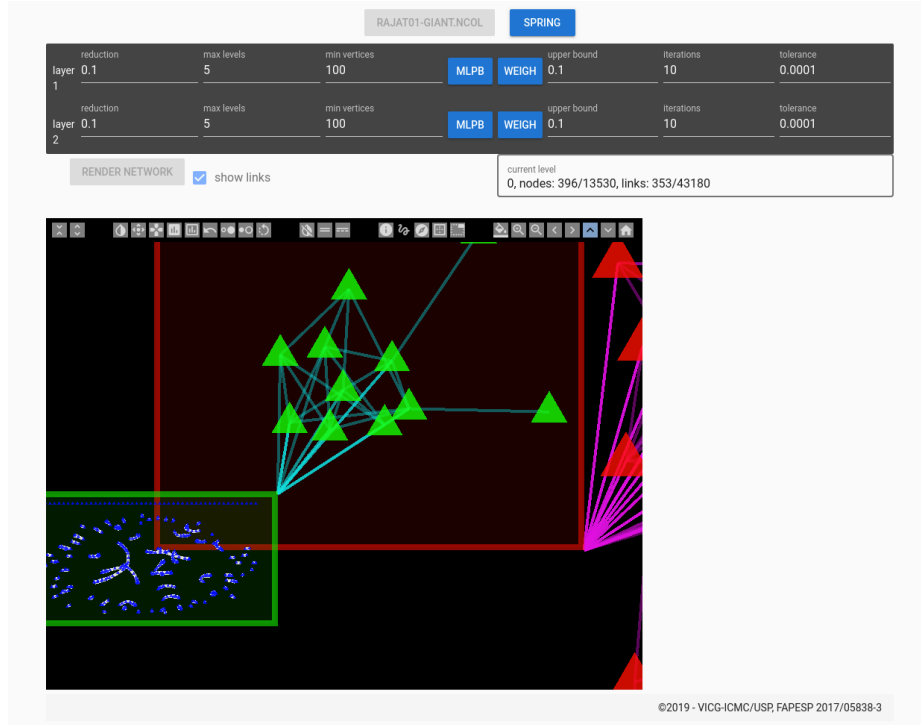 RAJAT01-GIANT.NCOL SPRING
reduction max levels min vertices upper bound iterations tolerance
layer 1 0.1 5 100 MLPB WEIGH 0.1 10 0.0001
reduction max levels min vertices upper bound iterations tolerance
layer 2 0.1 5 100 MLPB WEIGH 0.1 10 0.0001
RENDER NETWORK show links
current level
0, nodes: 396/13530, links: 353/43180
©2019 - VICG-ICMC/USP, FAPESP 2017/05838-3